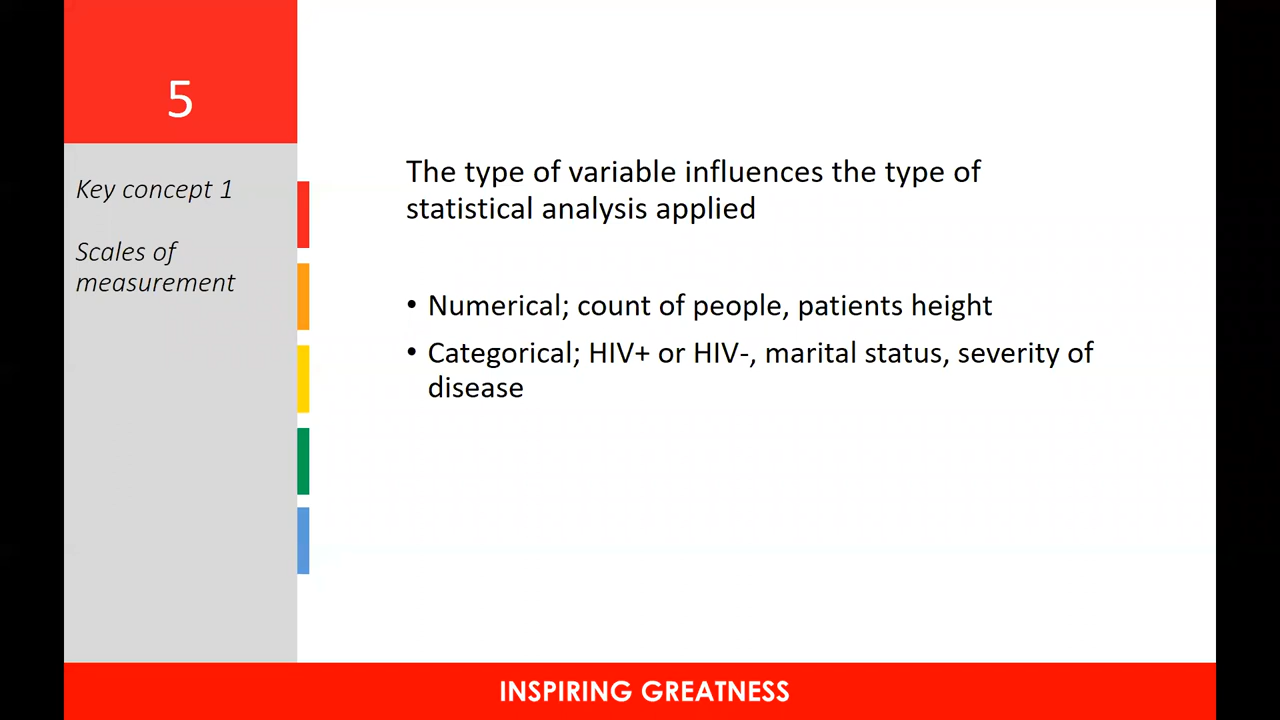 5
Key concept 1
Scales of
measurement
The type of variable influences the type of
statistical analysis applied
• Numerical; count of people, patients height
• Categorical; HIV+ or HIV-, marital status, severity of
disease
INSPIRING GREATNESS